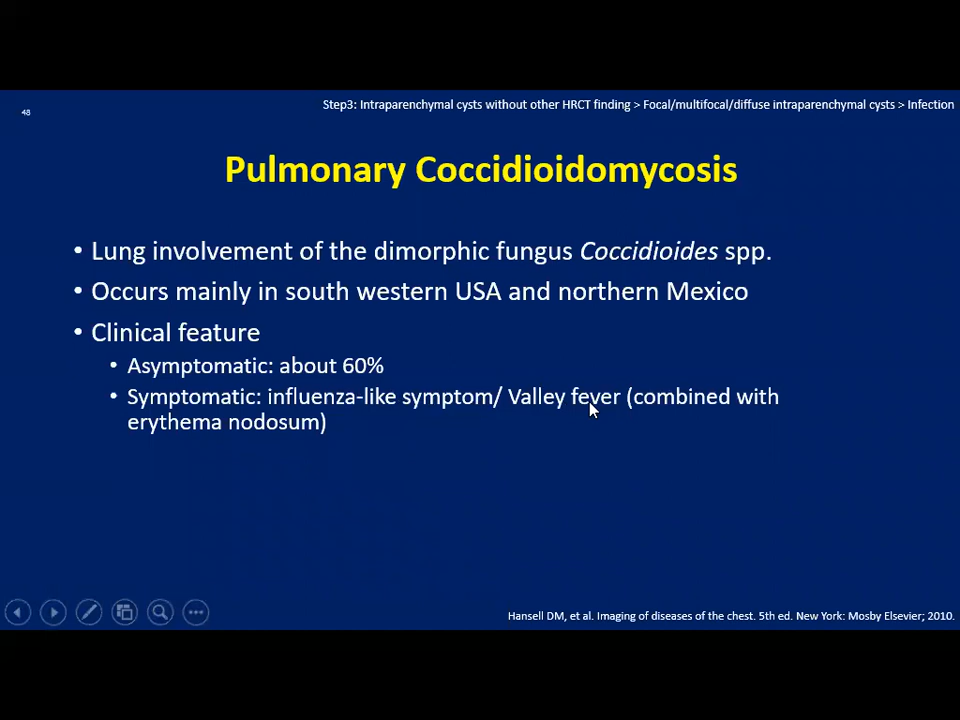 48
Step3: Intraparenchymal cysts without other HRCT finding > Focal/multifocal/diffuse intraparenchymal cysts > Infection
Pulmonary Coccidioidomycosis
• Lung involvement of the dimorphic fungus Coccidioides spp.
• Occurs mainly in south western USA and northern Mexico
• Clinical feature
• Asymptomatic: about 60%
• Symptomatic: influenza-like symptom/ Valley fever (combined with
erythema nodosum)
Hansell DM, et al. Imaging of diseases of the chest. 5th ed. New York: Mosby Elsevier; 2010.